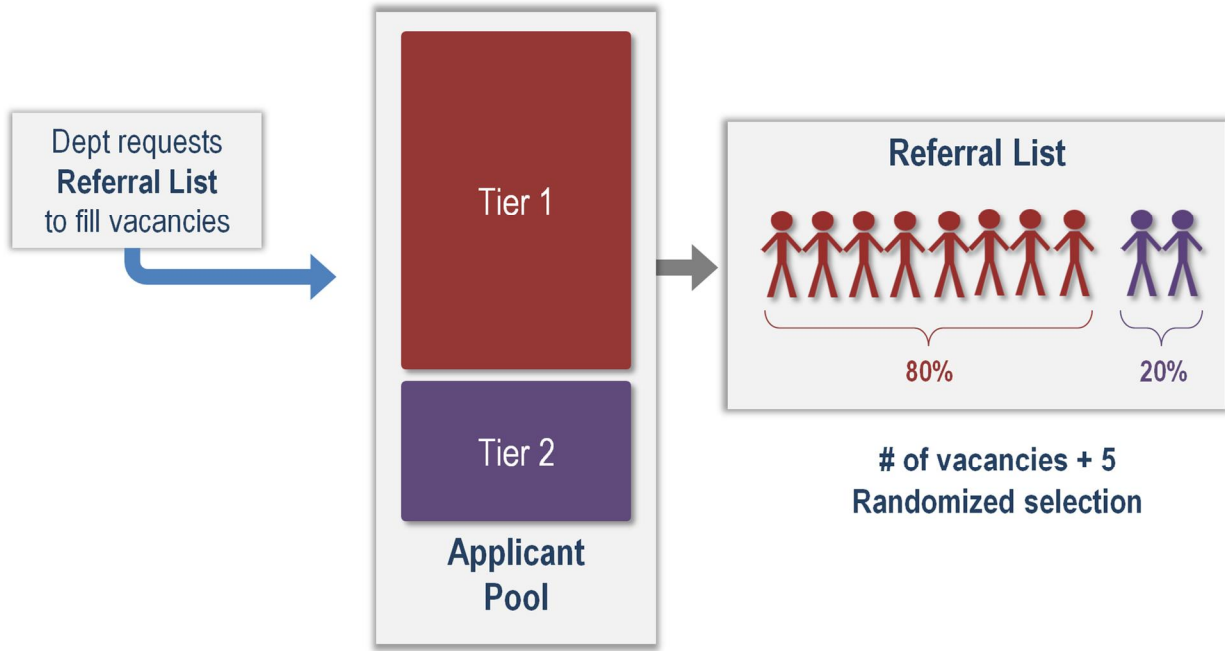 Dept requests
Referral List
to fill vacancies
Tier 1
Tier 2
Applicant
Pool
Referral List
80%
20%
# of vacancies + 5
Randomized selection